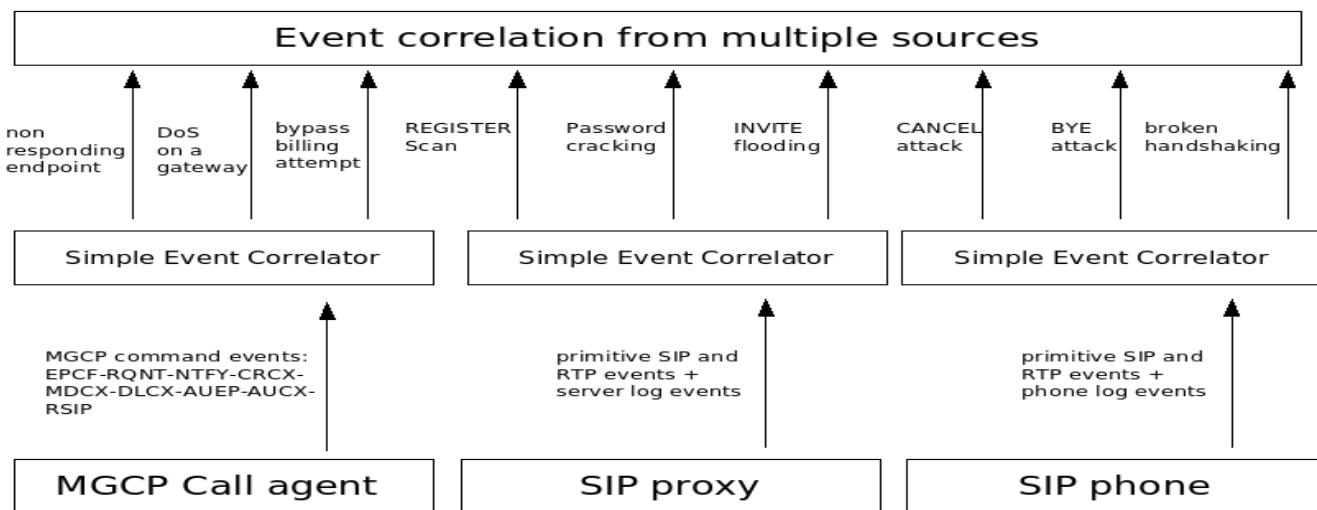 Event correlation from multiple sources
non
responding
endpoint
DoS
on a
gateway
bypass
billing
attempt
REGISTER
Scan
Password
cracking
INVITE
flooding
CANCEL
attack
BYE
attack
broken
handshaking
Simple Event Correlator
Simple Event Correlator
Simple Event Correlator
MGCP command events:
EPCF-RQNT-NTFY-CRCX-
MDCX-DLCX-AUEP-AUCX-
RSIP
primitive SIP and
RTP events +
server log events
primitive SIP and
RTP events +
phone log events
MGCP Call agent
SIP proxy
SIP phone